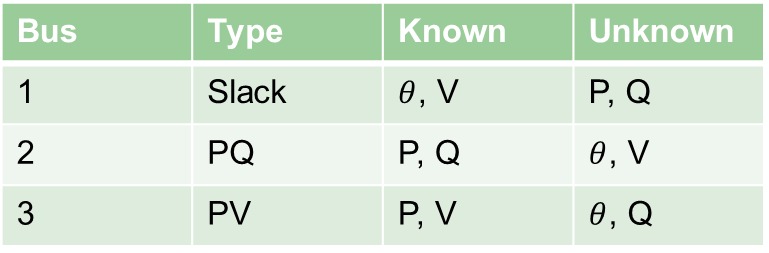 Bus Type Known Unknown
1 Slack θ, V P, Q
2 PQ P, Q θ, V
3 PV P, V θ, Q